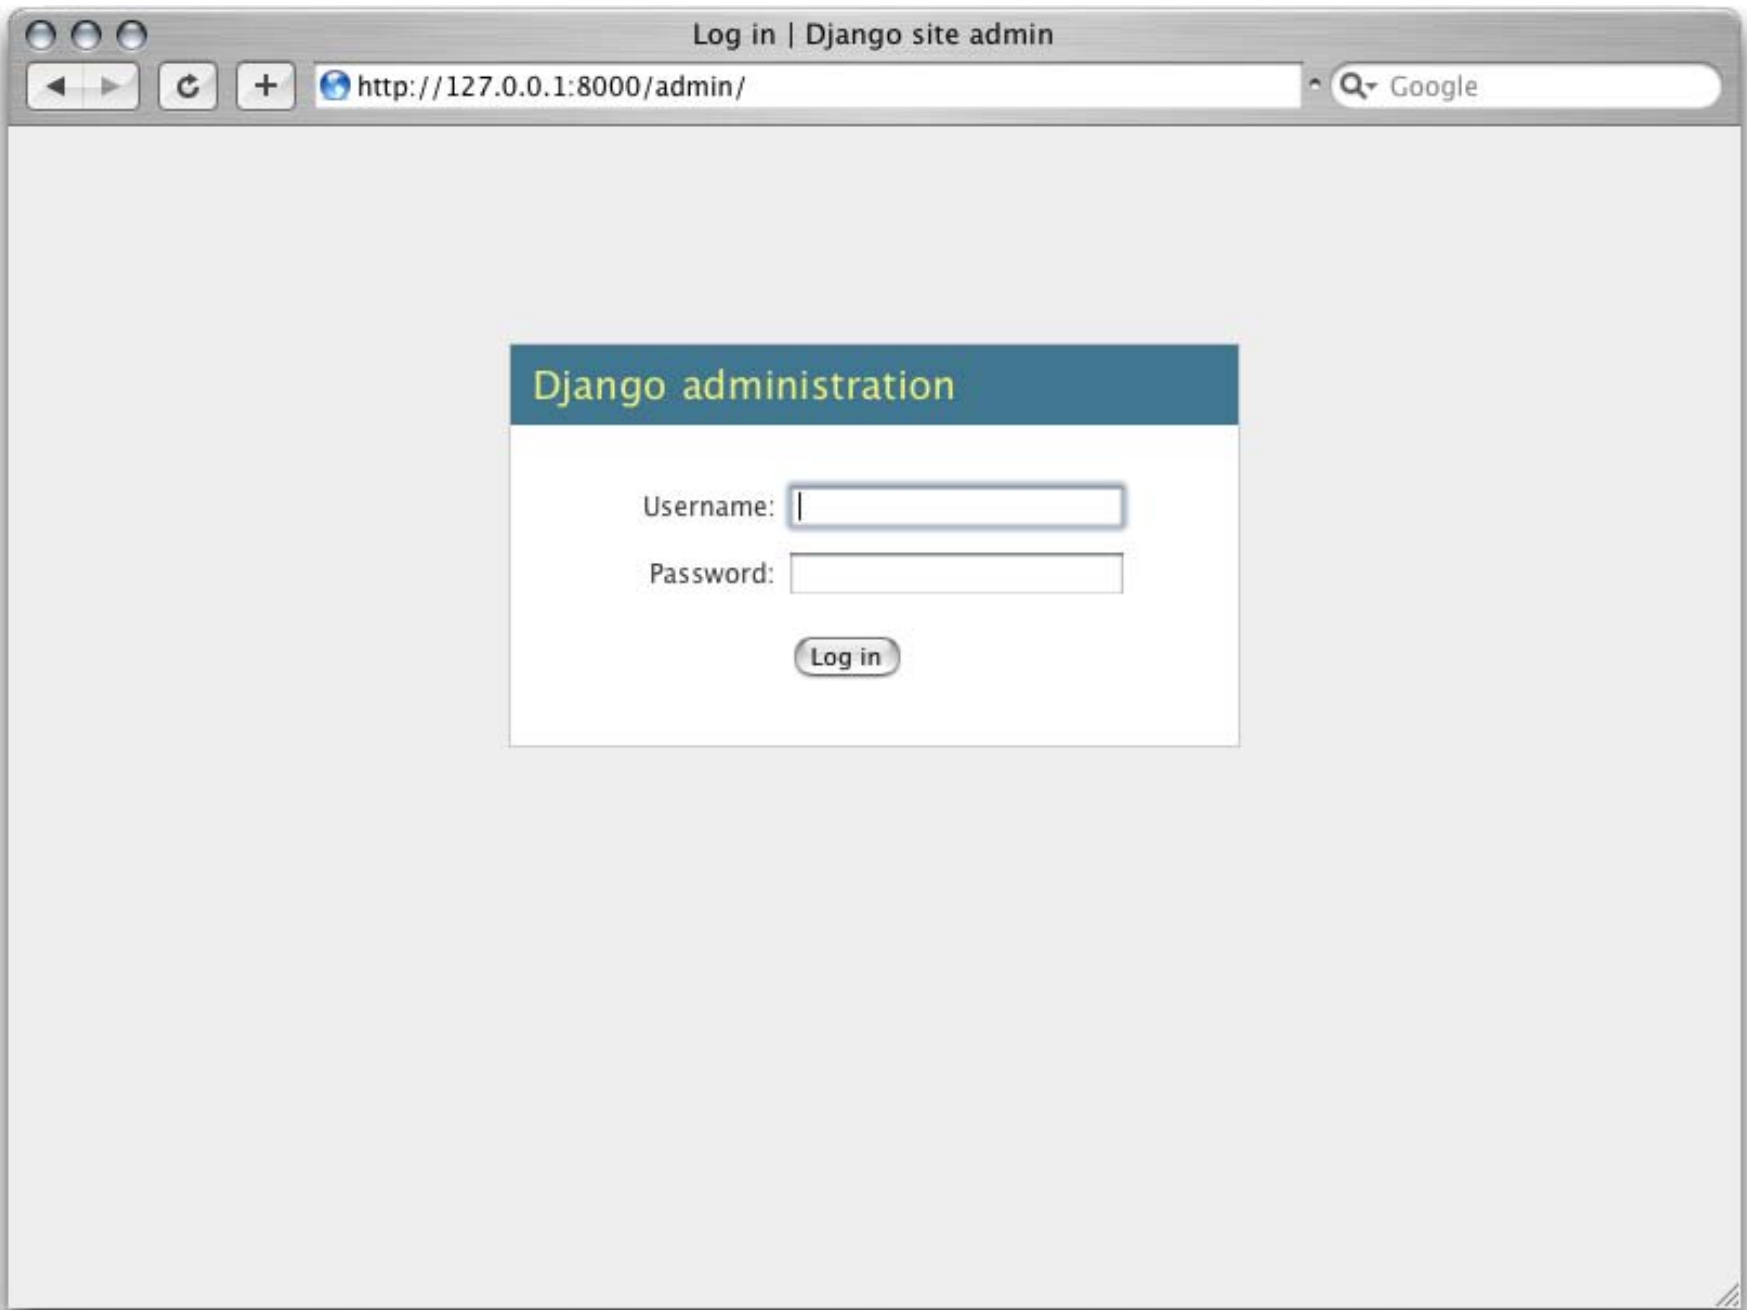 Log in | Django site admin
http://127.0.0.1:8000/admin/
Google
Django administration
Username:
Password:
Log in